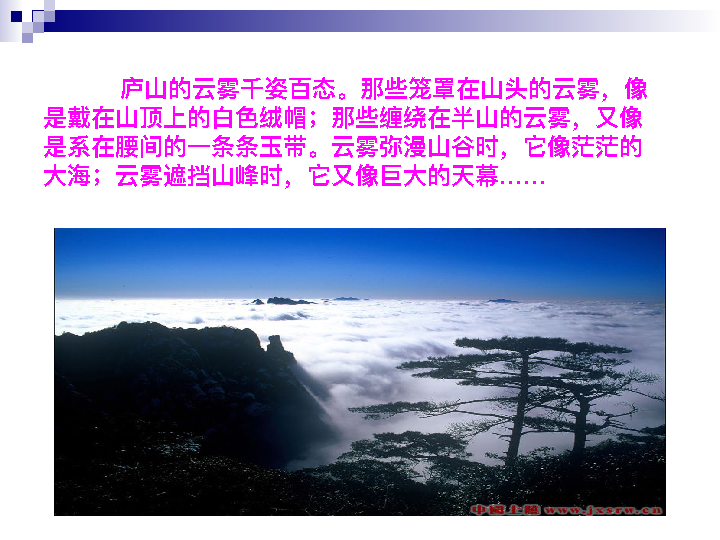 庐山的云雾千姿百态。那些笼罩在山头的云雾，像
是戴在山顶上的白色绒帽；那些缠绕在半山的云雾，又像
是系在腰间的一条条玉带。云雾弥漫山谷时，它像茫茫的
大海；云雾遮挡山峰时，它又像巨大的天幕……
www.jxsrw.cn